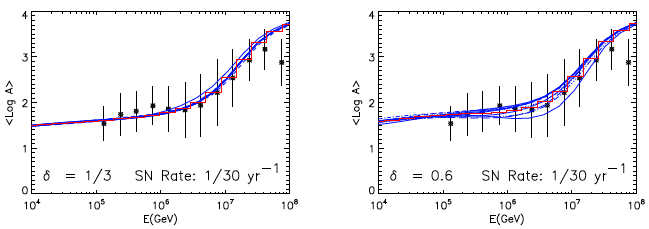 4
3
2
1
0
<Log A>
δ = 1/3 SN Rate: 1/30 yr⁻¹
10⁴ 10⁵ 10⁶ 10⁷ 10⁸
E(GeV)
4
3
2
1
0
<Log A>
δ = 0.6 SN Rate: 1/30 yr⁻¹
10⁴ 10⁵ 10⁶ 10⁷ 10⁸
E(GeV)